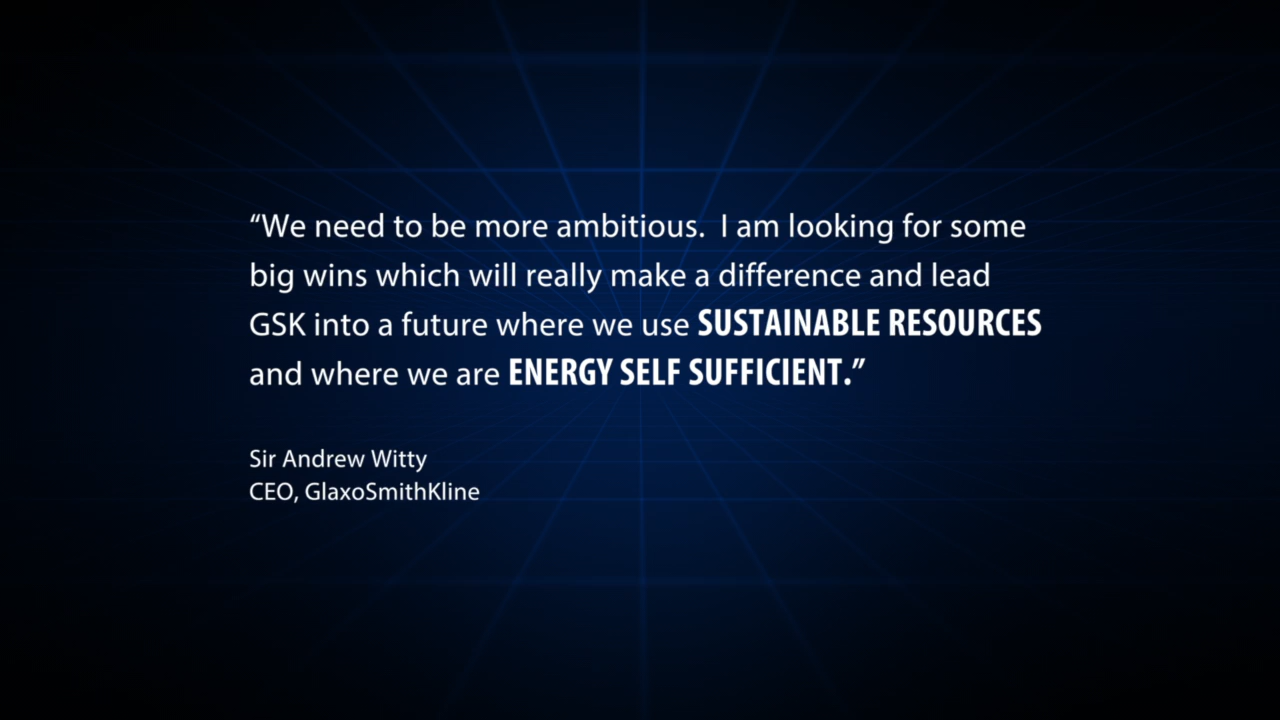 “We need to be more ambitious.  I am looking for some
big wins which will really make a difference and lead
GSK into a future where we use SUSTAINABLE RESOURCES
and where we are ENERGY SELF SUFFICIENT.”
Sir Andrew Witty
CEO, GlaxoSmithKline